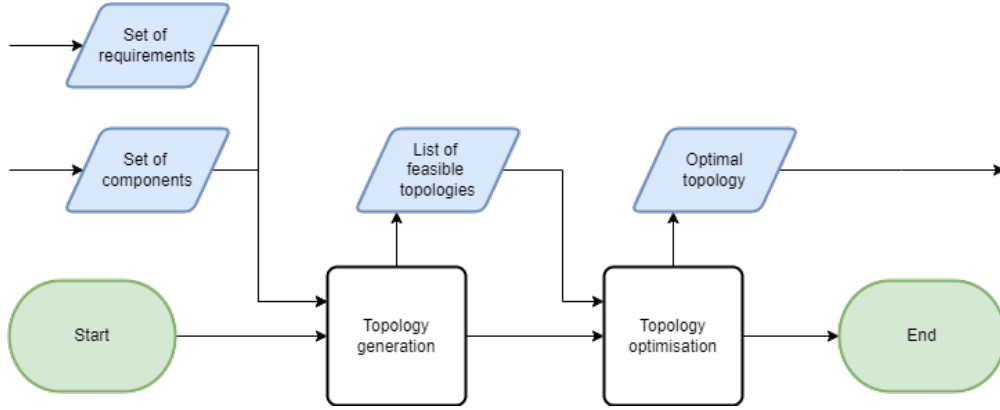 Set of
requirements
Set of
components
List of
feasible
topologies
Optimal
topology
Start
Topology
generation
Topology
optimisation
End